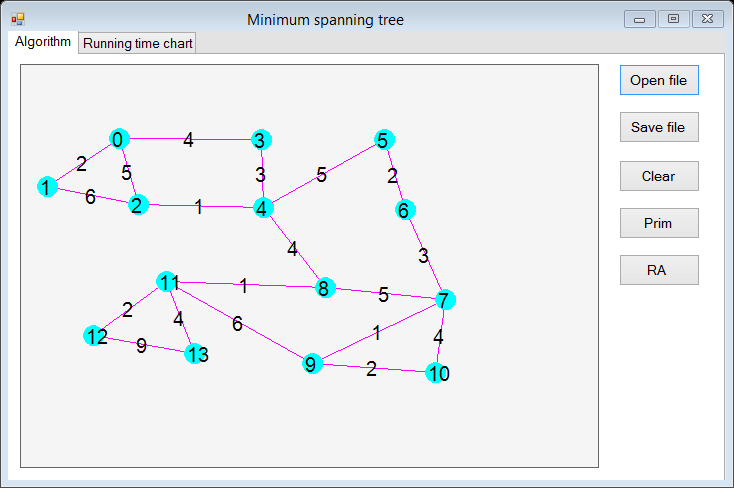 Minimum spanning tree
Algorithm
Running time chart
Open file
Save file
Clear
Prim
RA
0 4 3 5
2 5 3 5 2
1 6 2 1 4 6
4 3
11 1 8 5 7
2 4 6 1 4
12 9 13 9 2 10